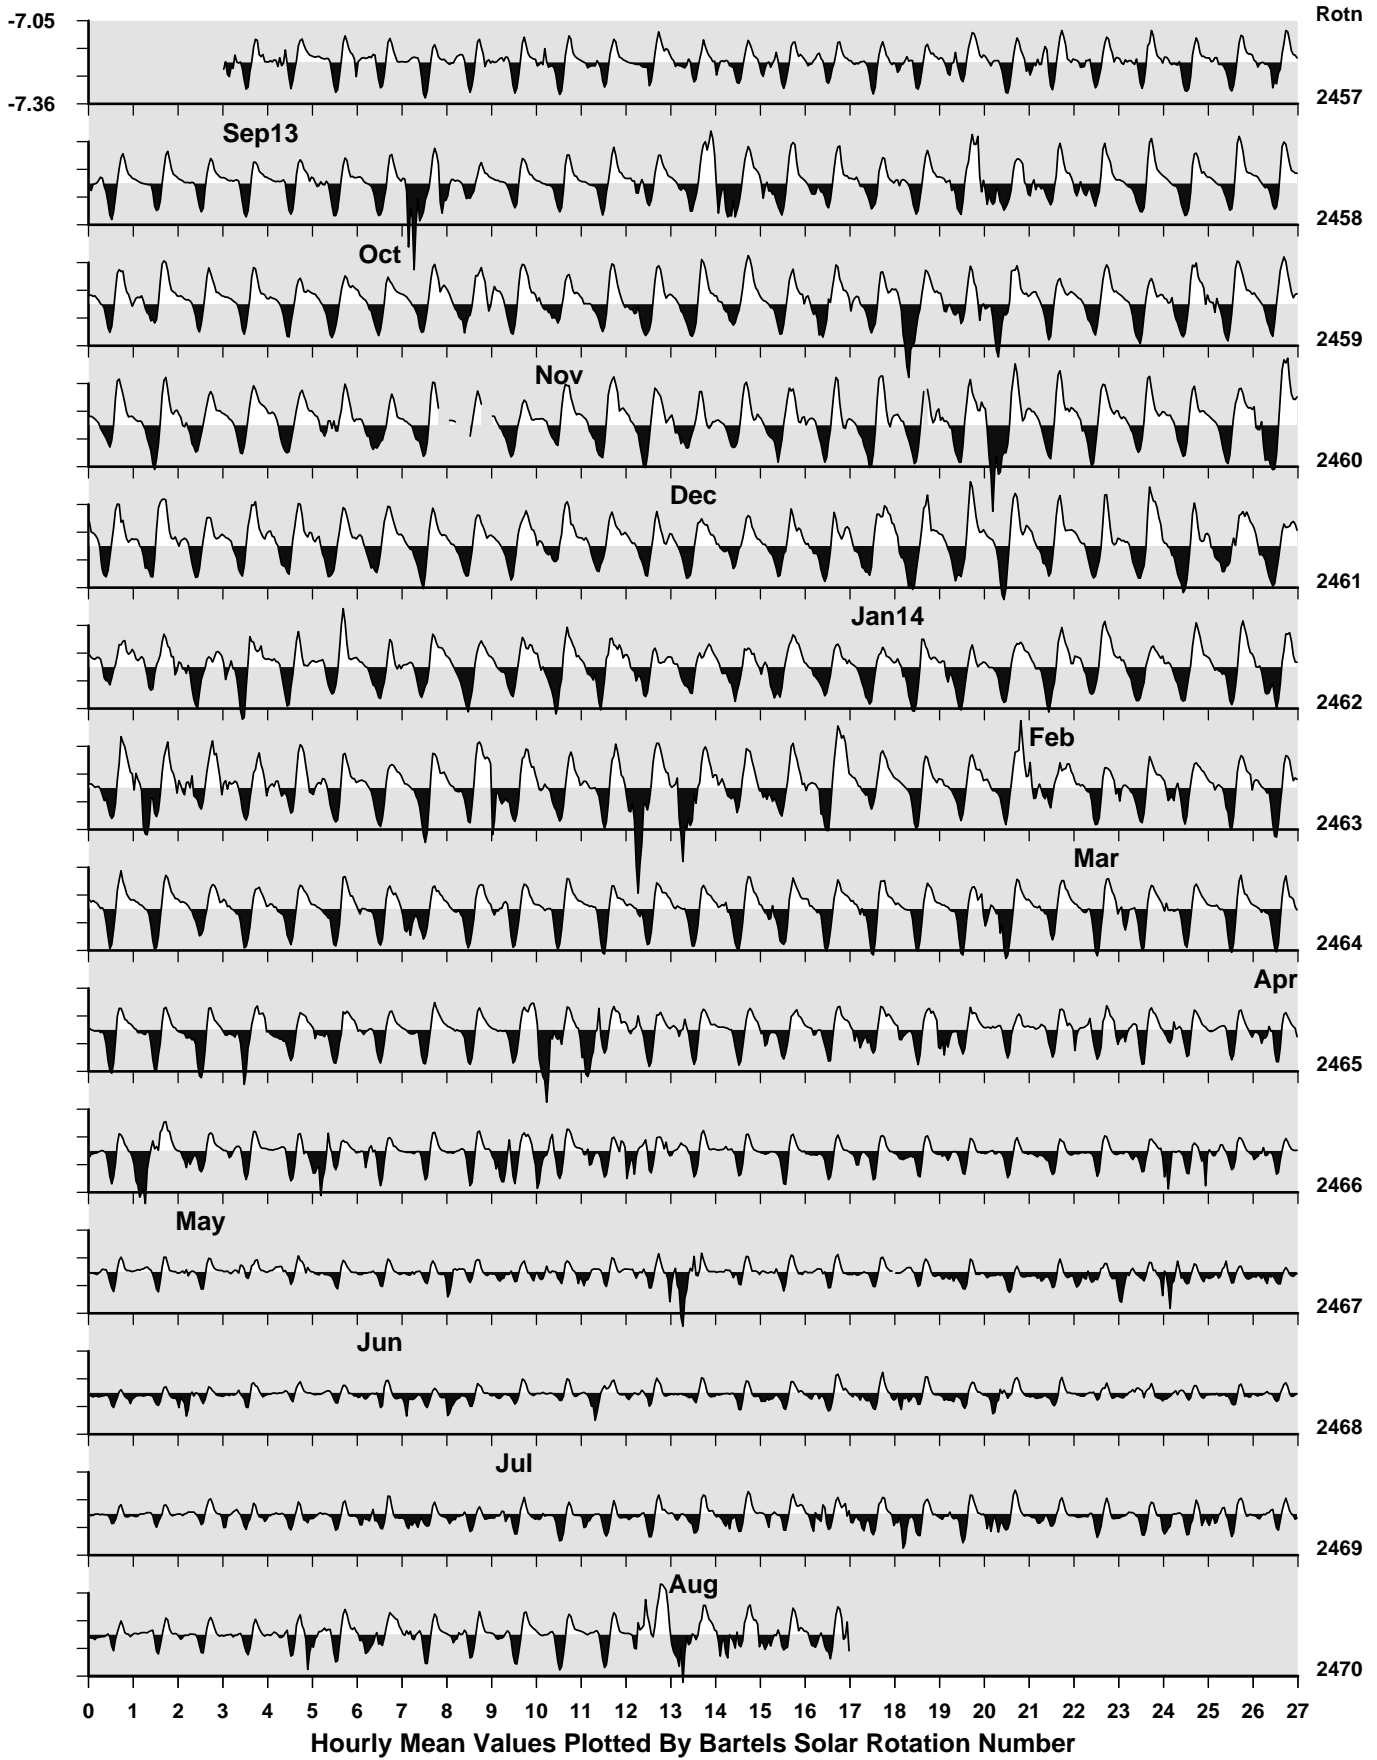 -7.05
Rotn
-7.36
2457
Sep13
2458
Oct
2459
Nov
2460
Dec
2461
Jan14
2462
Feb
2463
Mar
2464
Apr
2465
2466
May
2467
Jun
2468
Jul
2469
Aug
2470
0 1 2 3 4 5 6 7 8 9 10 11 12 13 14 15 16 17 18 19 20 21 22 23 24 25 26 27
Hourly Mean Values Plotted By Bartels Solar Rotation Number